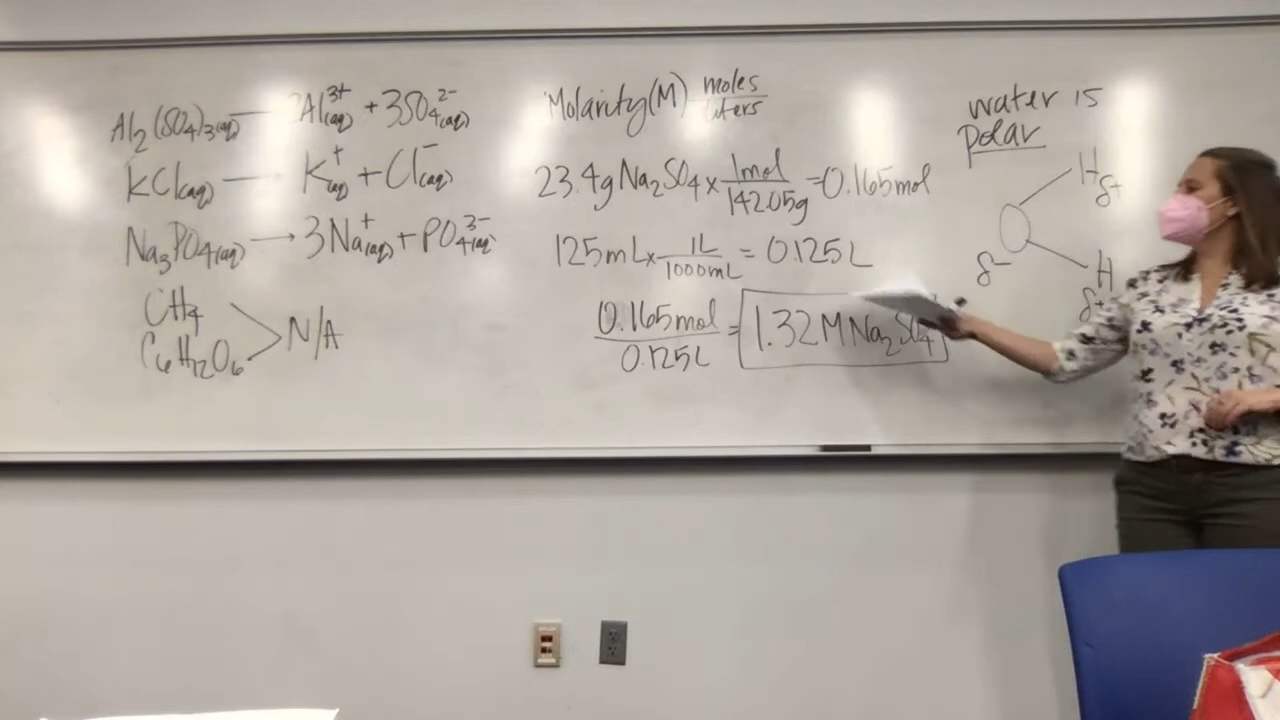 Al₂(SO₄)₃(aq) — 2Al³⁺(aq) + 3SO₄²⁻(aq)
KCl(aq) — K⁺(aq) + Cl⁻(aq)
Na₃PO₄(aq) → 3Na⁺(aq) + PO₄³⁻(aq)
CH₄
C₆H₁₂O₆
N/A
Molarity(M) moles/liters
23.4g Na₂SO₄ x 1mol/142.05g = 0.165mol
125mL x 1L/1000mL = 0.125L
0.165mol/0.125L = 1.32 M Na₂SO₄
water is
polar
H
δ+
O
δ-
H
δ+